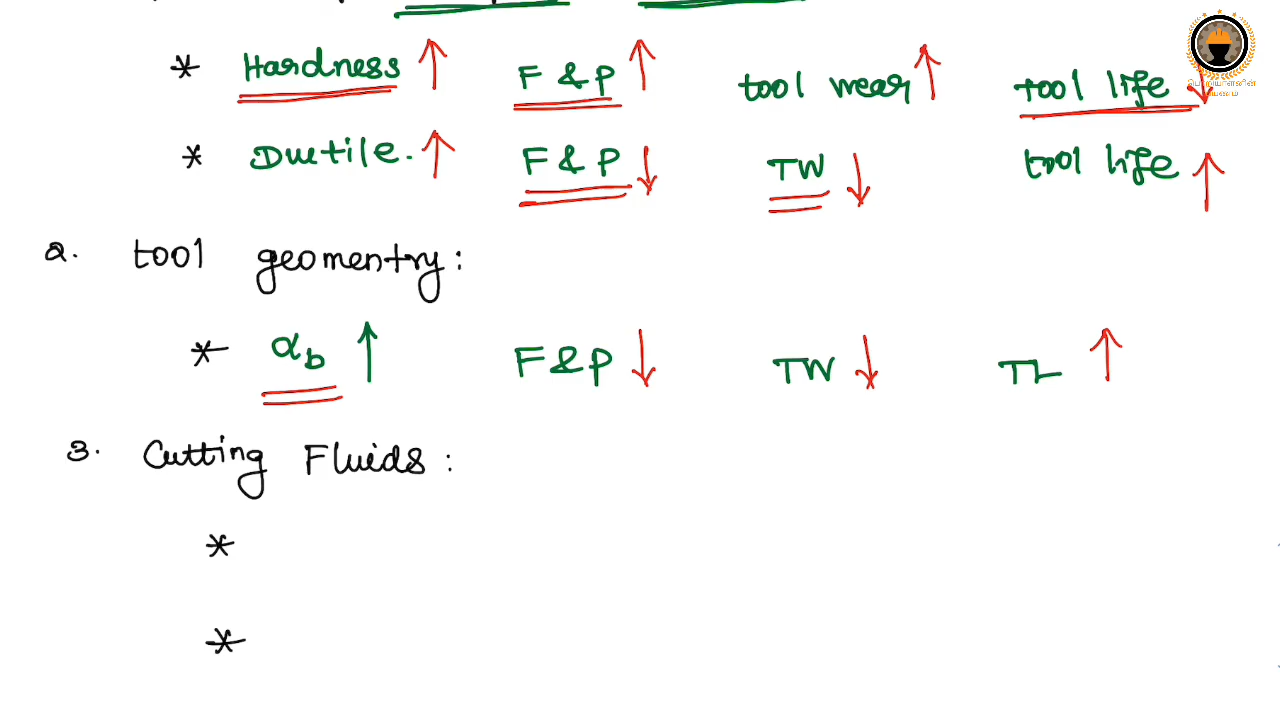 * Hardness ↑ F & P ↑ tool wear ↑ tool life ↓
* Ductile. ↑ F & P ↓ TW ↓ tool life ↑
2. tool geomentry:
* αb ↑ F & P ↓ TW ↓ TL ↑
3. Cutting Fluids:
*
*